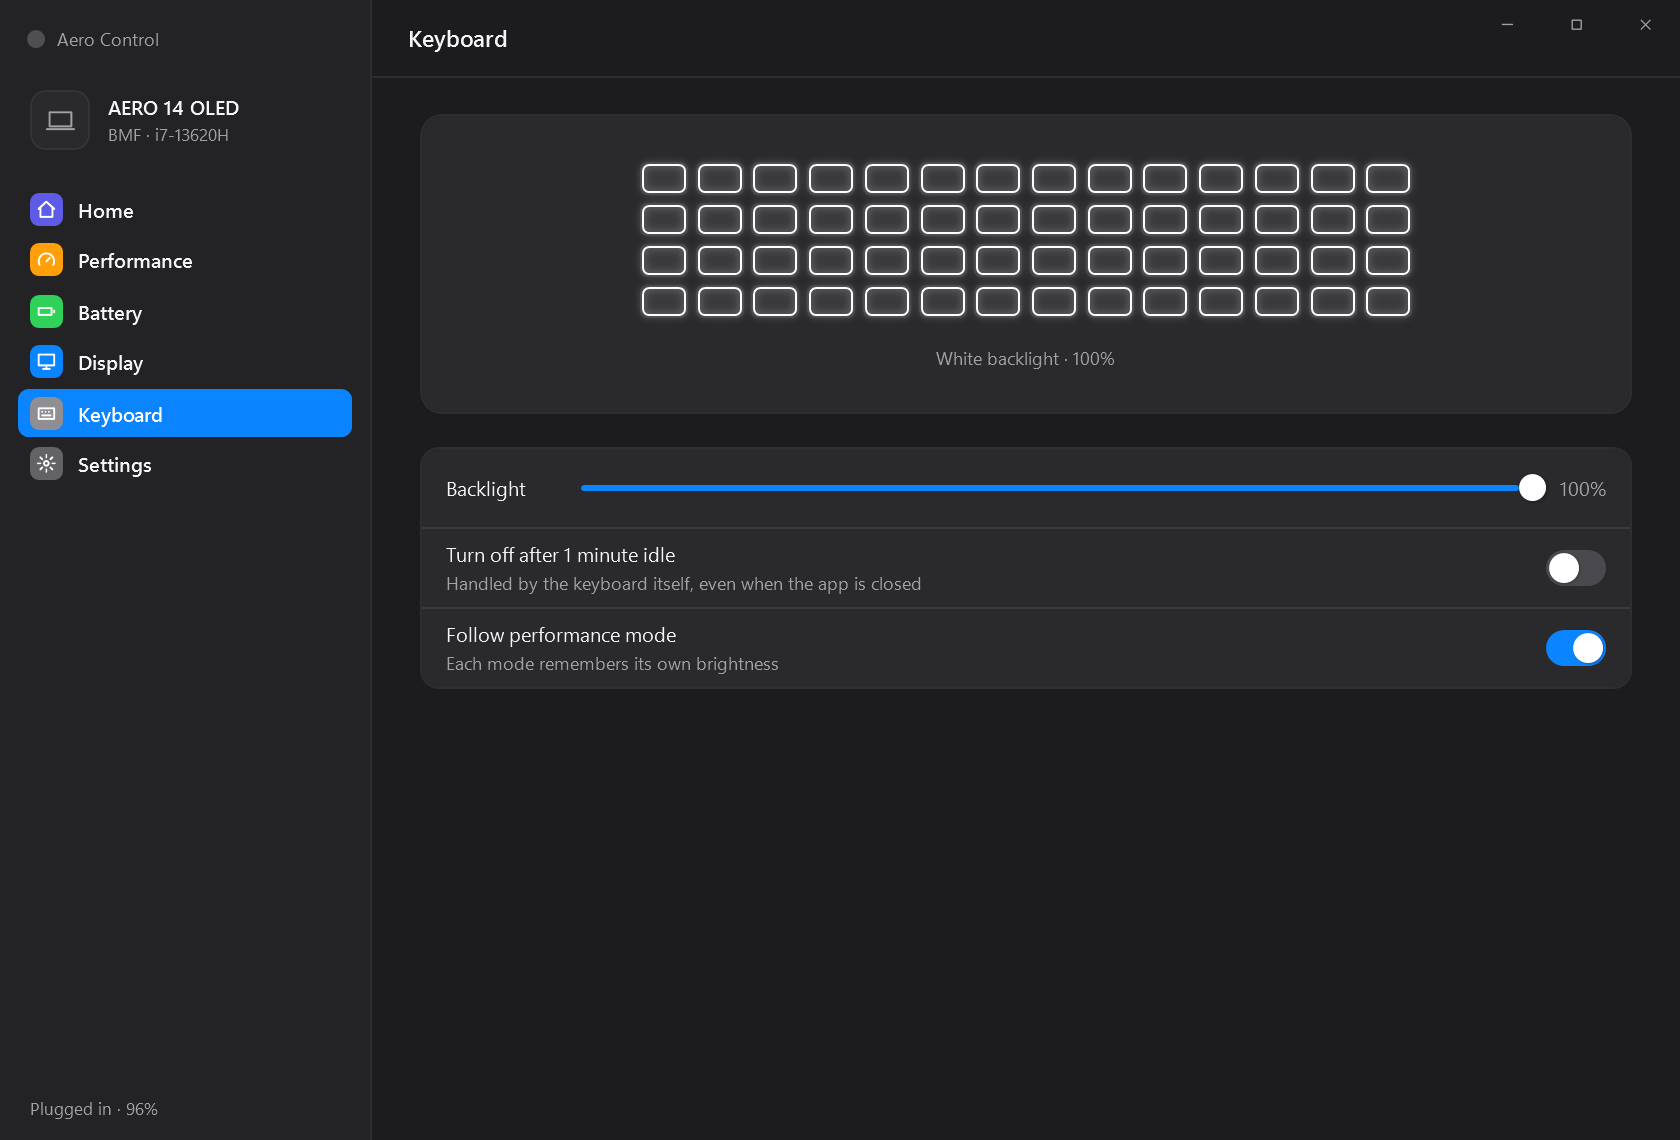 Aero Control
AERO 14 OLED
BMF · i7-13620H
Home
Performance
Battery
Display
Keyboard
Settings
Plugged in · 96%
Keyboard
White backlight · 100%
Backlight
100%
Turn off after 1 minute idle
Handled by the keyboard itself, even when the app is closed
Follow performance mode
Each mode remembers its own brightness